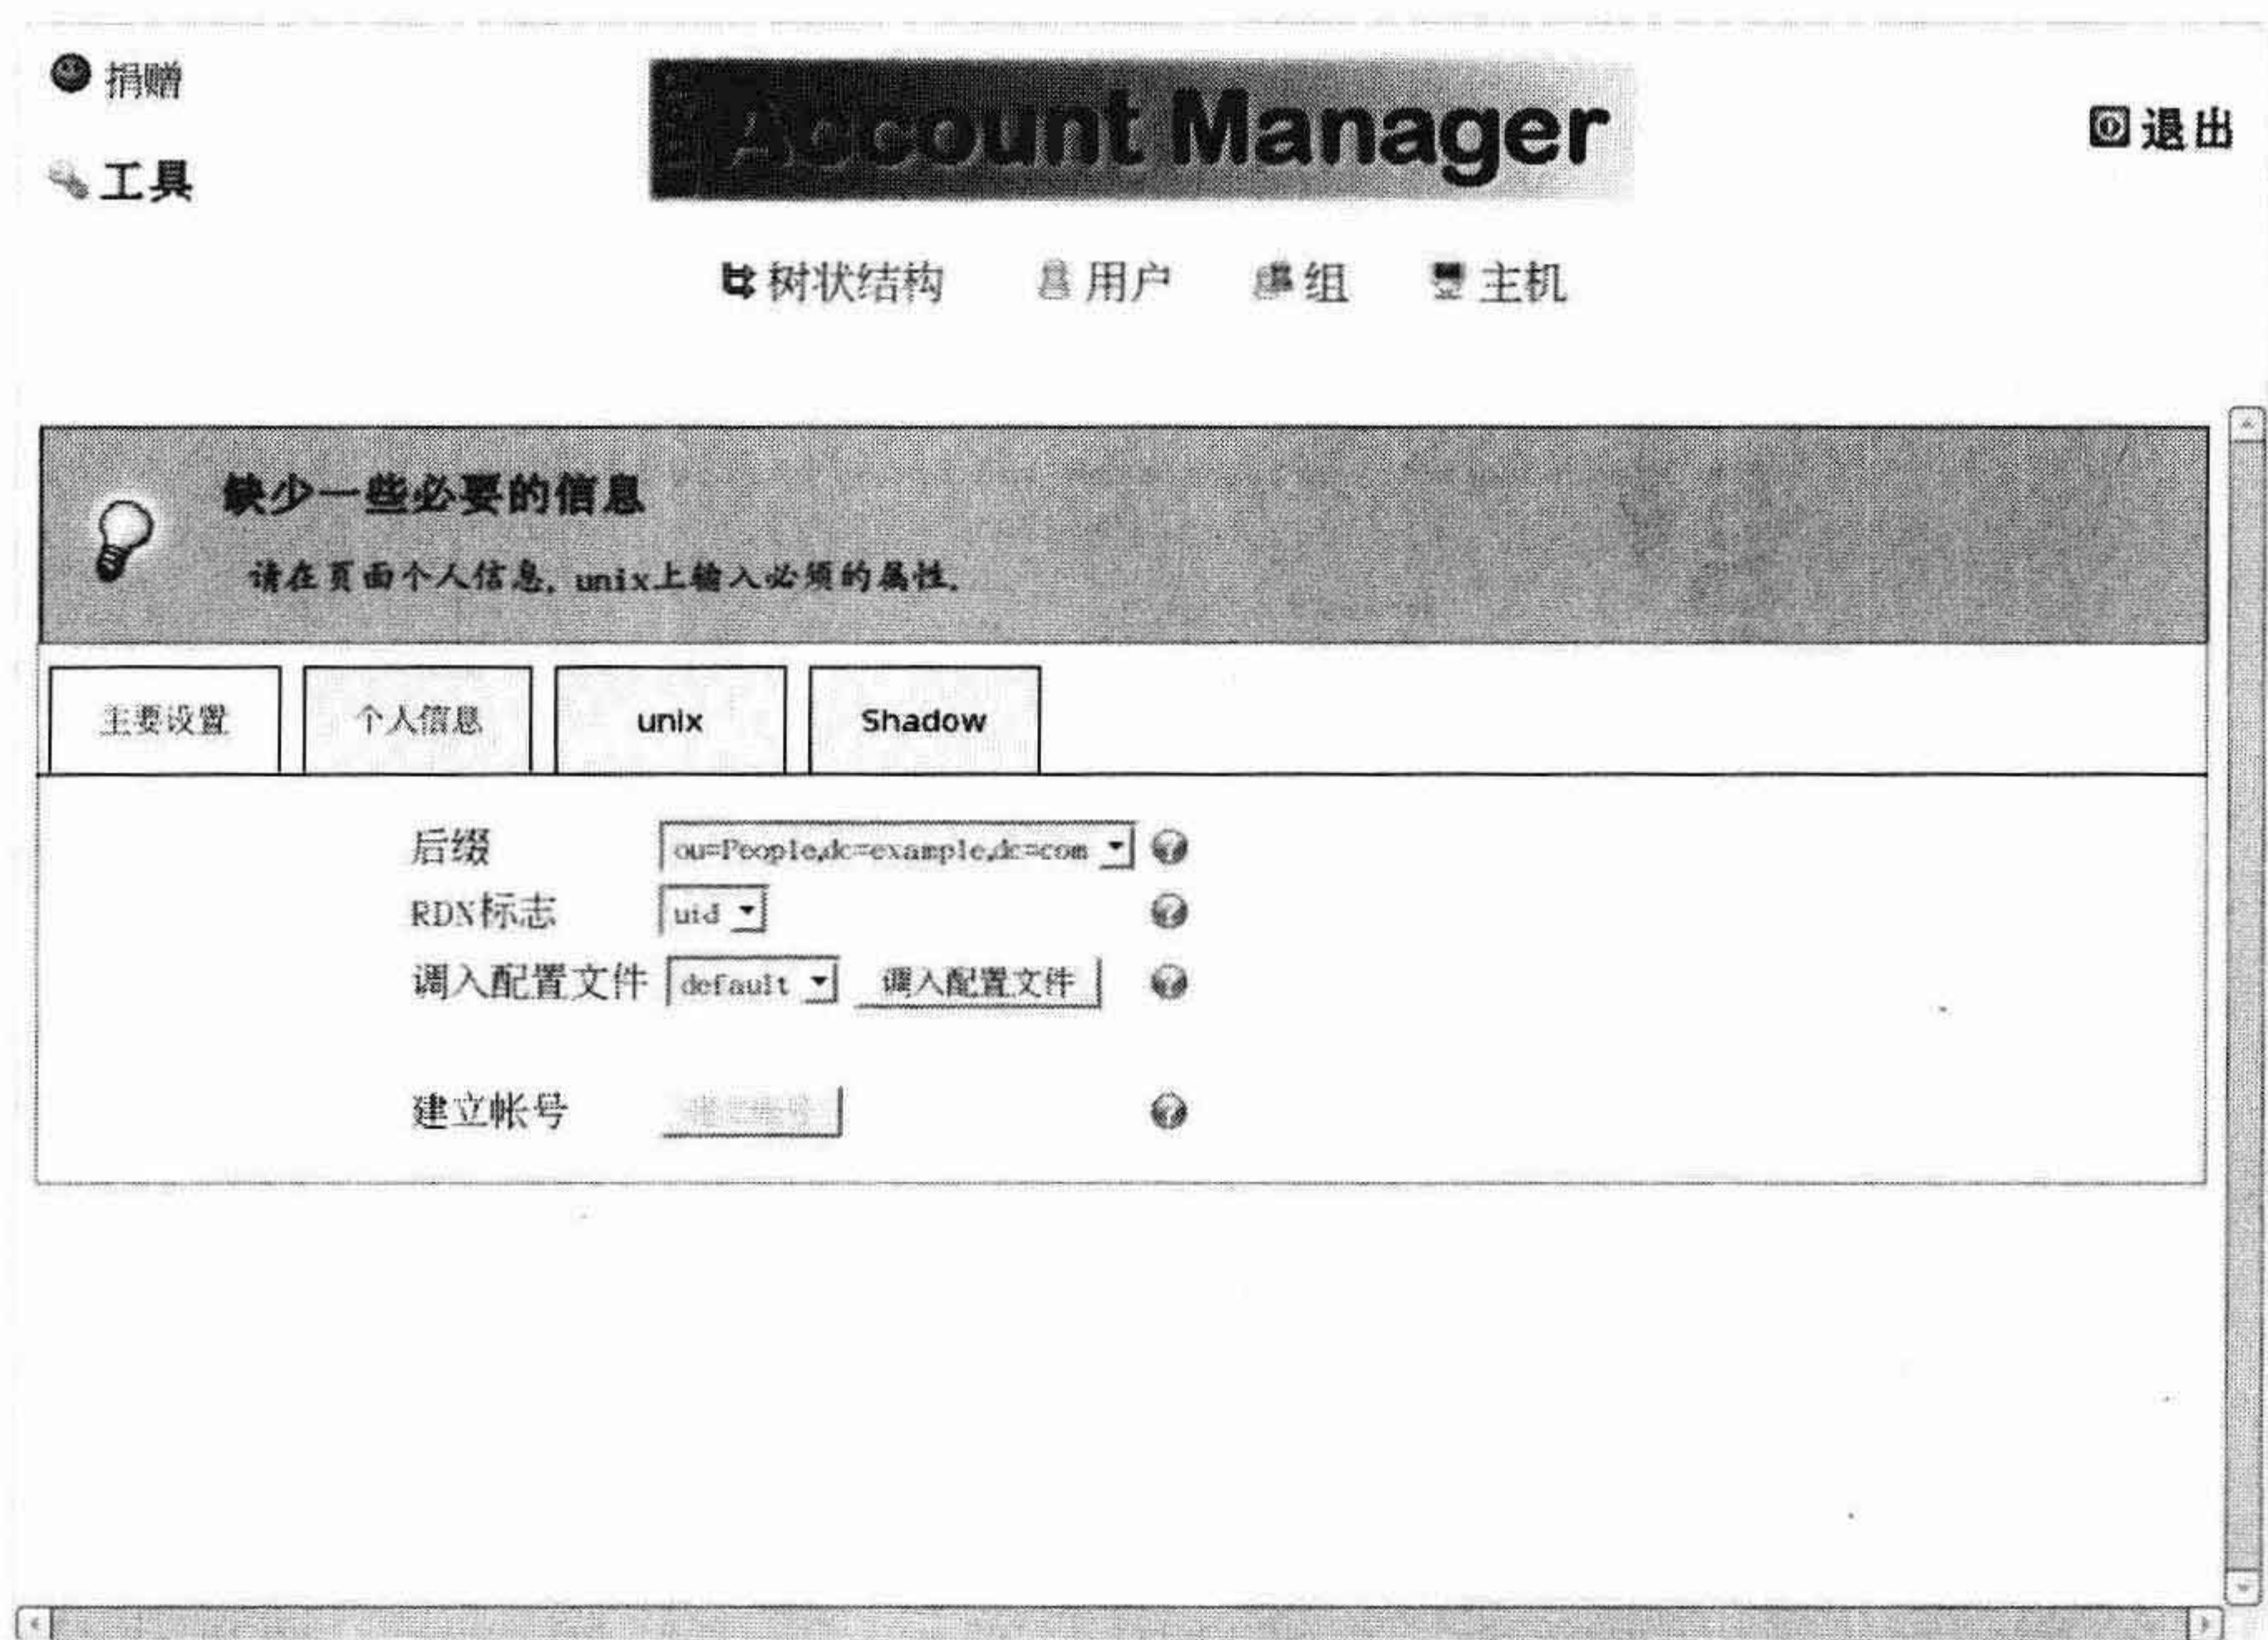 捐赠
Account Manager
退出
工具
树状结构 用户 组 主机
缺少一些必要的信息
请在页面个人信息, unix上输入必须的属性.
主要设置 个人信息 unix Shadow
后缀 ou=People,dc=example,dc=com
RDN标志 uid
调入配置文件 default 调入配置文件
建立帐号 建立帐号